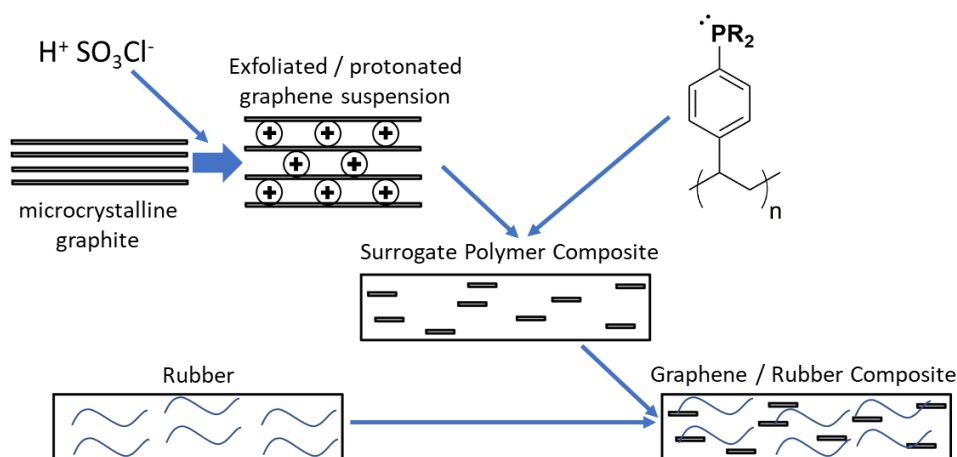 H⁺ SO₃Cl⁻
Exfoliated / protonated
graphene suspension
+ + +
+ +
+ + +
microcrystalline
graphite
:PR₂
n
Surrogate Polymer Composite
Rubber
Graphene / Rubber Composite